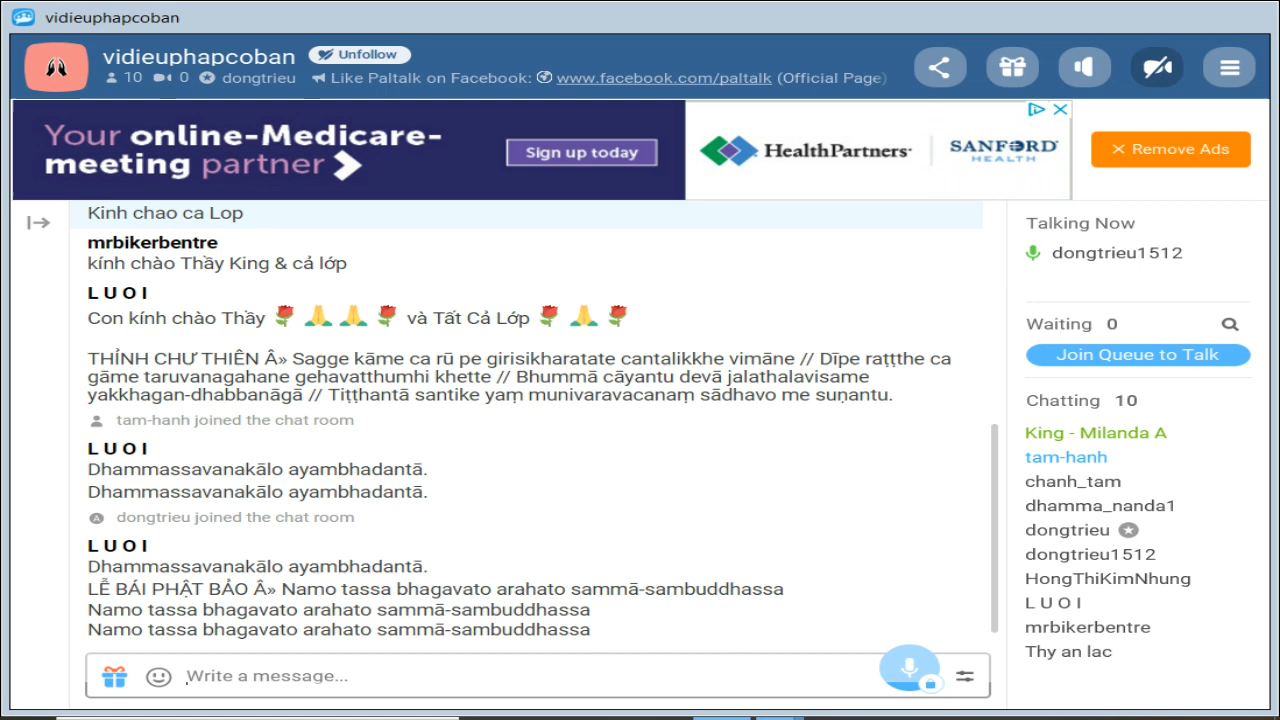 vidieuphapcoban
vidieuphapcoban Unfollow
10 0 dongtrieu Like Paltalk on Facebook: www.facebook.com/paltalk (Official Page)
Your online-Medicare-
meeting partner
Sign up today
HealthPartners
SANFORD
HEALTH
Remove Ads
Kinh chao ca Lop
mrbikerbentre
kính chào Thầy King & cả lớp
L U O I
Con kính chào Thầy 🌹 🙏 🙏 🌹 và Tất Cả Lớp 🌹 🙏 🌹
THỈNH CHƯ THIÊN Â» Sagge kāme ca rū pe girisikharatate cantalikkhe vimāne // Dīpe raṭṭhe ca
gāme taruvanagahane gehavatthumhi khette // Bhummā cāyantu devā jalathalavisame
yakkhagan-dhabbanāgā // Tiṭṭhantā santike yaṃ munivaravacanaṃ sādhavo me suṇantu.
tam-hanh joined the chat room
L U O I
Dhammassavanakālo ayambhadantā.
Dhammassavanakālo ayambhadantā.
dongtrieu joined the chat room
L U O I
Dhammassavanakālo ayambhadantā.
LỄ BÁI PHẬT BẢO Â» Namo tassa bhagavato arahato sammā-sambuddhassa
Namo tassa bhagavato arahato sammā-sambuddhassa
Namo tassa bhagavato arahato sammā-sambuddhassa
Write a message...
Talking Now
dongtrieu1512
Waiting 0
Join Queue to Talk
Chatting 10
King - Milanda A
tam-hanh
chanh_tam
dhamma_nanda1
dongtrieu
dongtrieu1512
HongThiKimNhung
L U O I
mrbikerbentre
Thy an lac